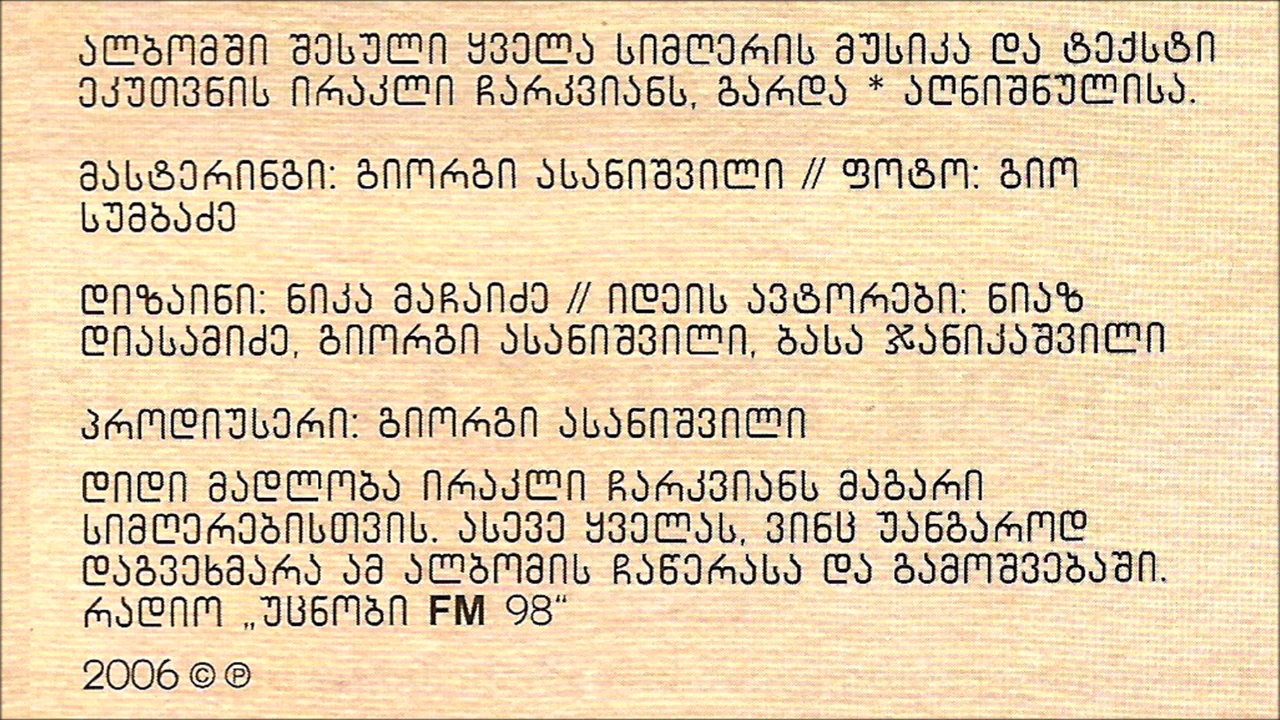 ალბომში შესული ყველა სიმღერის მუსიკა და ტექსტი
ეკუთვნის ირაკლი ჩარკვიანს, გარდა * აღნიშნულისა.
მასტერინგი: გიორგი ასანიშვილი // ფოტო: გიო
სუმბაძე
დიზაინი: ნიკა მაჩაიძე // იდეის ავტორები: ნიაზ
დიასამიძე, გიორგი ასანიშვილი, ბასა ჯანიკაშვილი
პროდიუსერი: გიორგი ასანიშვილი
დიდი მადლობა ირაკლი ჩარკვიანს მაგარი
სიმღერებისთვის. ასევე ყველას, ვინც უანგაროდ
დაგვეხმარა ამ ალბომის ჩაწერასა და გამოშვებაში.
რადიო „უცნობი FM 98“
2006 © ℗